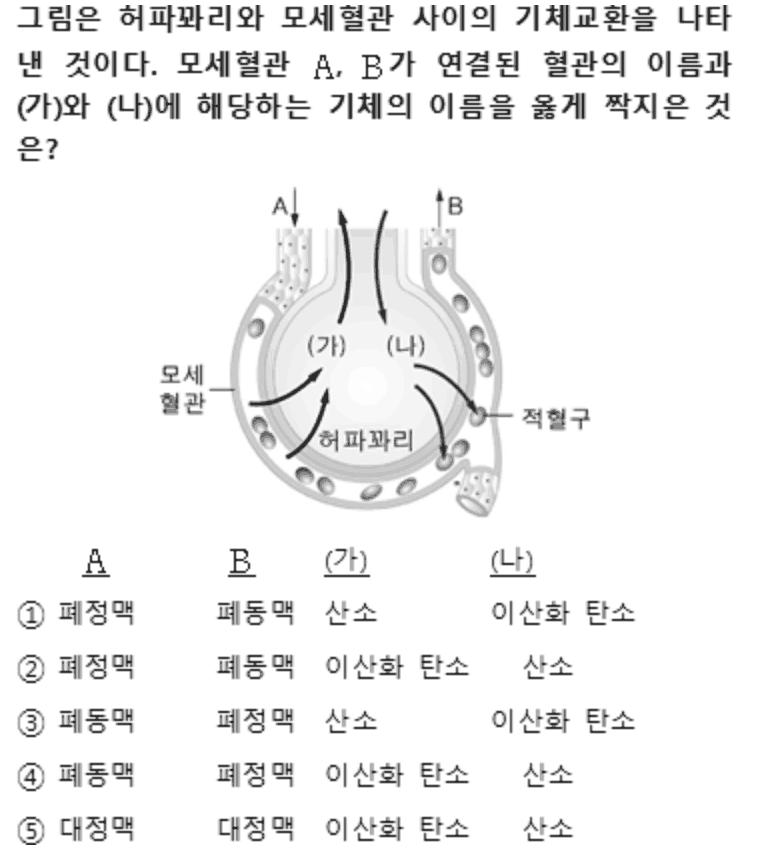 그림은 허파꽈리와 모세혈관 사이의 기체교환을 나타
낸 것이다. 모세혈관 A, B가 연결된 혈관의 이름과
(가)와 (나)에 해당하는 기체의 이름을 옳게 짝지은 것
은?
A B
(가) (나)
모세
혈관
적혈구
허파꽈리
A B (가) (나)
① 폐정맥 폐동맥 산소 이산화 탄소
② 폐정맥 폐동맥 이산화 탄소 산소
③ 폐동맥 폐정맥 산소 이산화 탄소
④ 폐동맥 폐정맥 이산화 탄소 산소
⑤ 대정맥 대정맥 이산화 탄소 산소